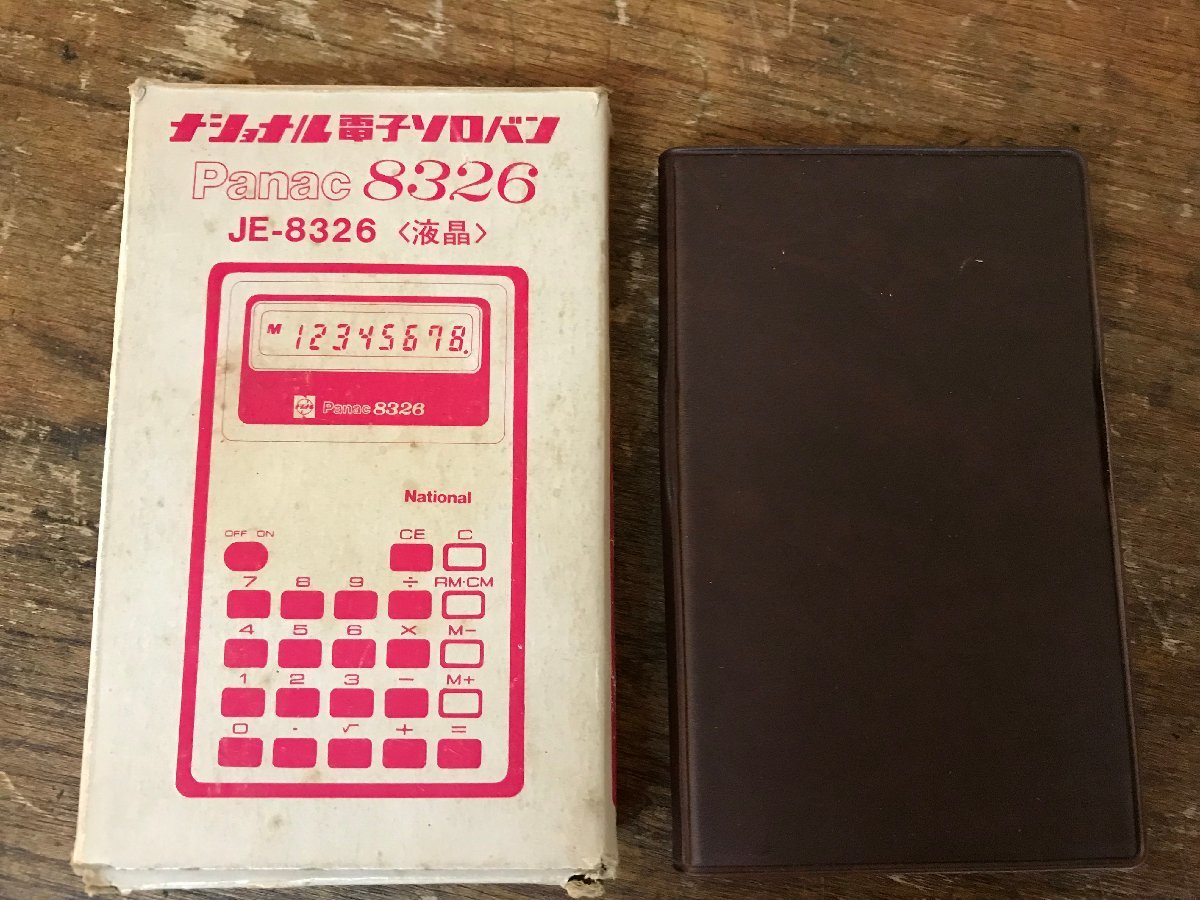 ナショナル電子ソロバン
Panac 8326
JE-8326 〈液晶〉
M 12345678.
Panac 8326
National
OFF ON CE C
7 8 9 ÷ RM·CM
4 5 6 × M−
1 2 3 − M+
0 · √ + =